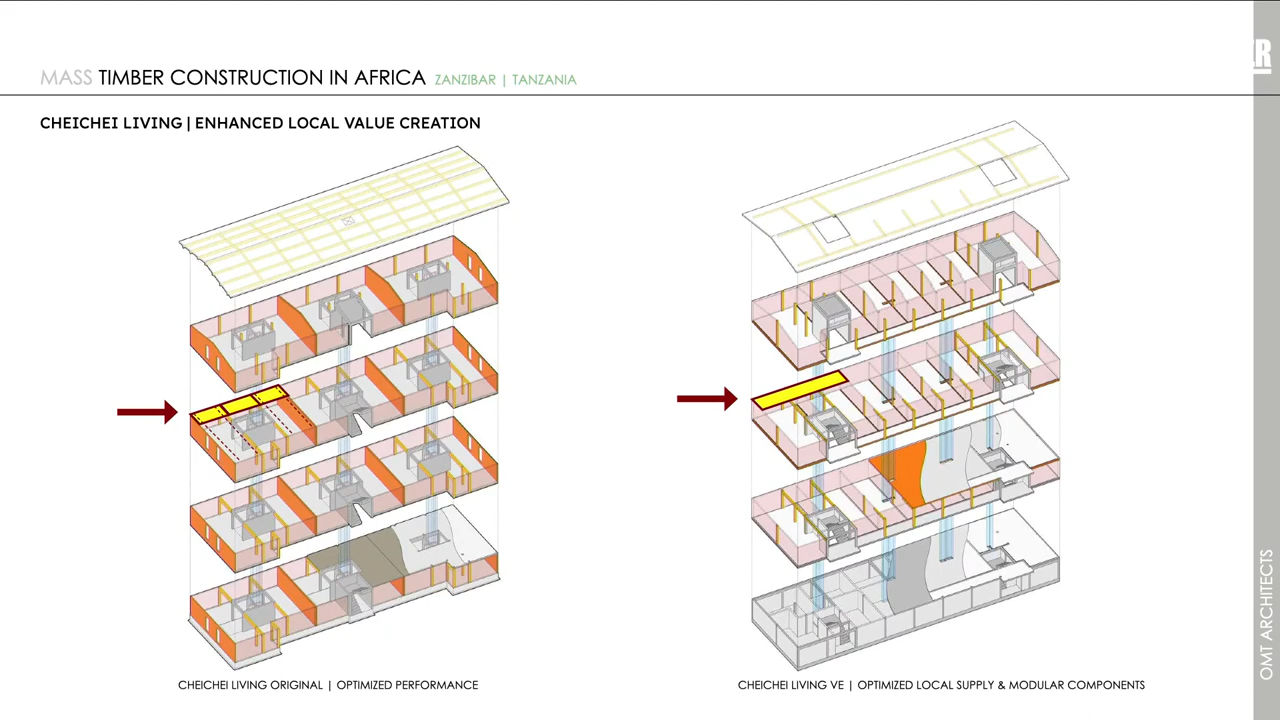 MASS TIMBER CONSTRUCTION IN AFRICA ZANZIBAR | TANZANIA
CHEICHEI LIVING | ENHANCED LOCAL VALUE CREATION
CHEICHEI LIVING ORIGINAL | OPTIMIZED PERFORMANCE
CHEICHEI LIVING VE | OPTIMIZED LOCAL SUPPLY & MODULAR COMPONENTS
OMT ARCHITECTS